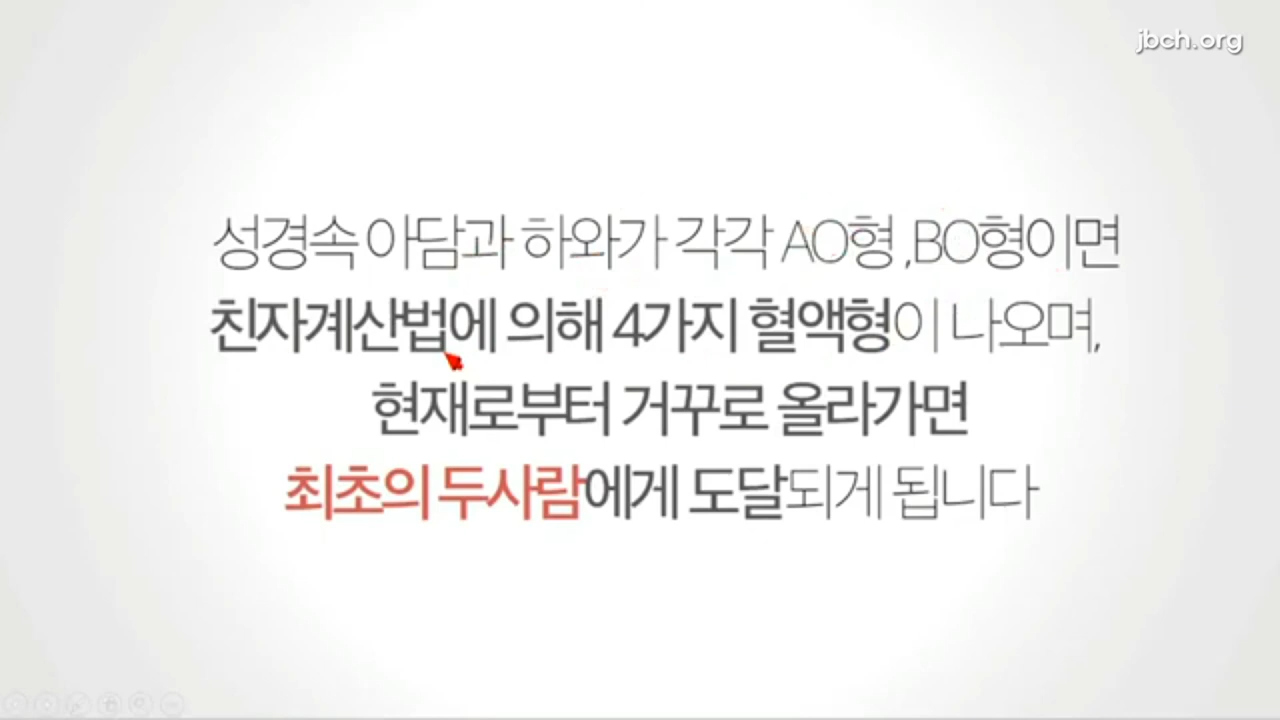 jbch.org
성경속 아담과 하와가 각각 AO형 ,BO형이면
친자계산법에 의해 4가지 혈액형이 나오며,
현재로부터 거꾸로 올라가면
최초의 두사람에게 도달되게 됩니다